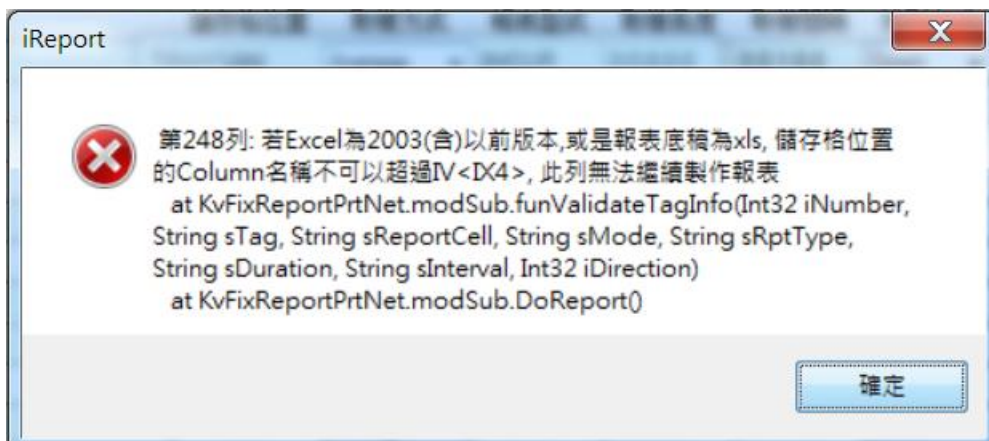 iReport
第248列: 若Excel為2003(含)以前版本,或是報表底稿為xls, 儲存格位置
的Column名稱不可以超過IV<IX4>, 此列無法繼續製作報表
at KvFixReportPrtNet.modSub.funValidateTagInfo(Int32 iNumber,
String sTag, String sReportCell, String sMode, String sRptType,
String sDuration, String sInterval, Int32 iDirection)
at KvFixReportPrtNet.modSub.DoReport()
確定